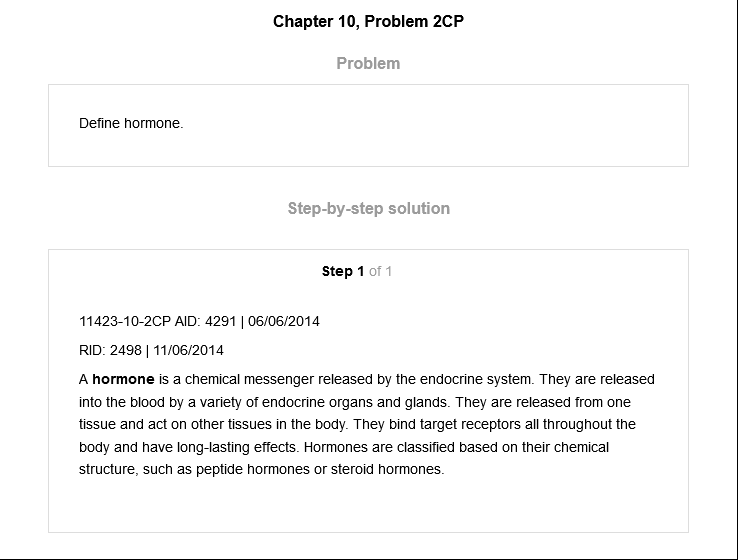 Chapter 10, Problem 2CP
Problem
Define hormone.
Step-by-step solution
Step 1 of 1
11423-10-2CP AID: 4291 | 06/06/2014
RID: 2498 | 11/06/2014
A hormone is a chemical messenger released by the endocrine system. They are released
into the blood by a variety of endocrine organs and glands. They are released from one
tissue and act on other tissues in the body. They bind target receptors all throughout the
body and have long-lasting effects. Hormones are classified based on their chemical
structure, such as peptide hormones or steroid hormones.